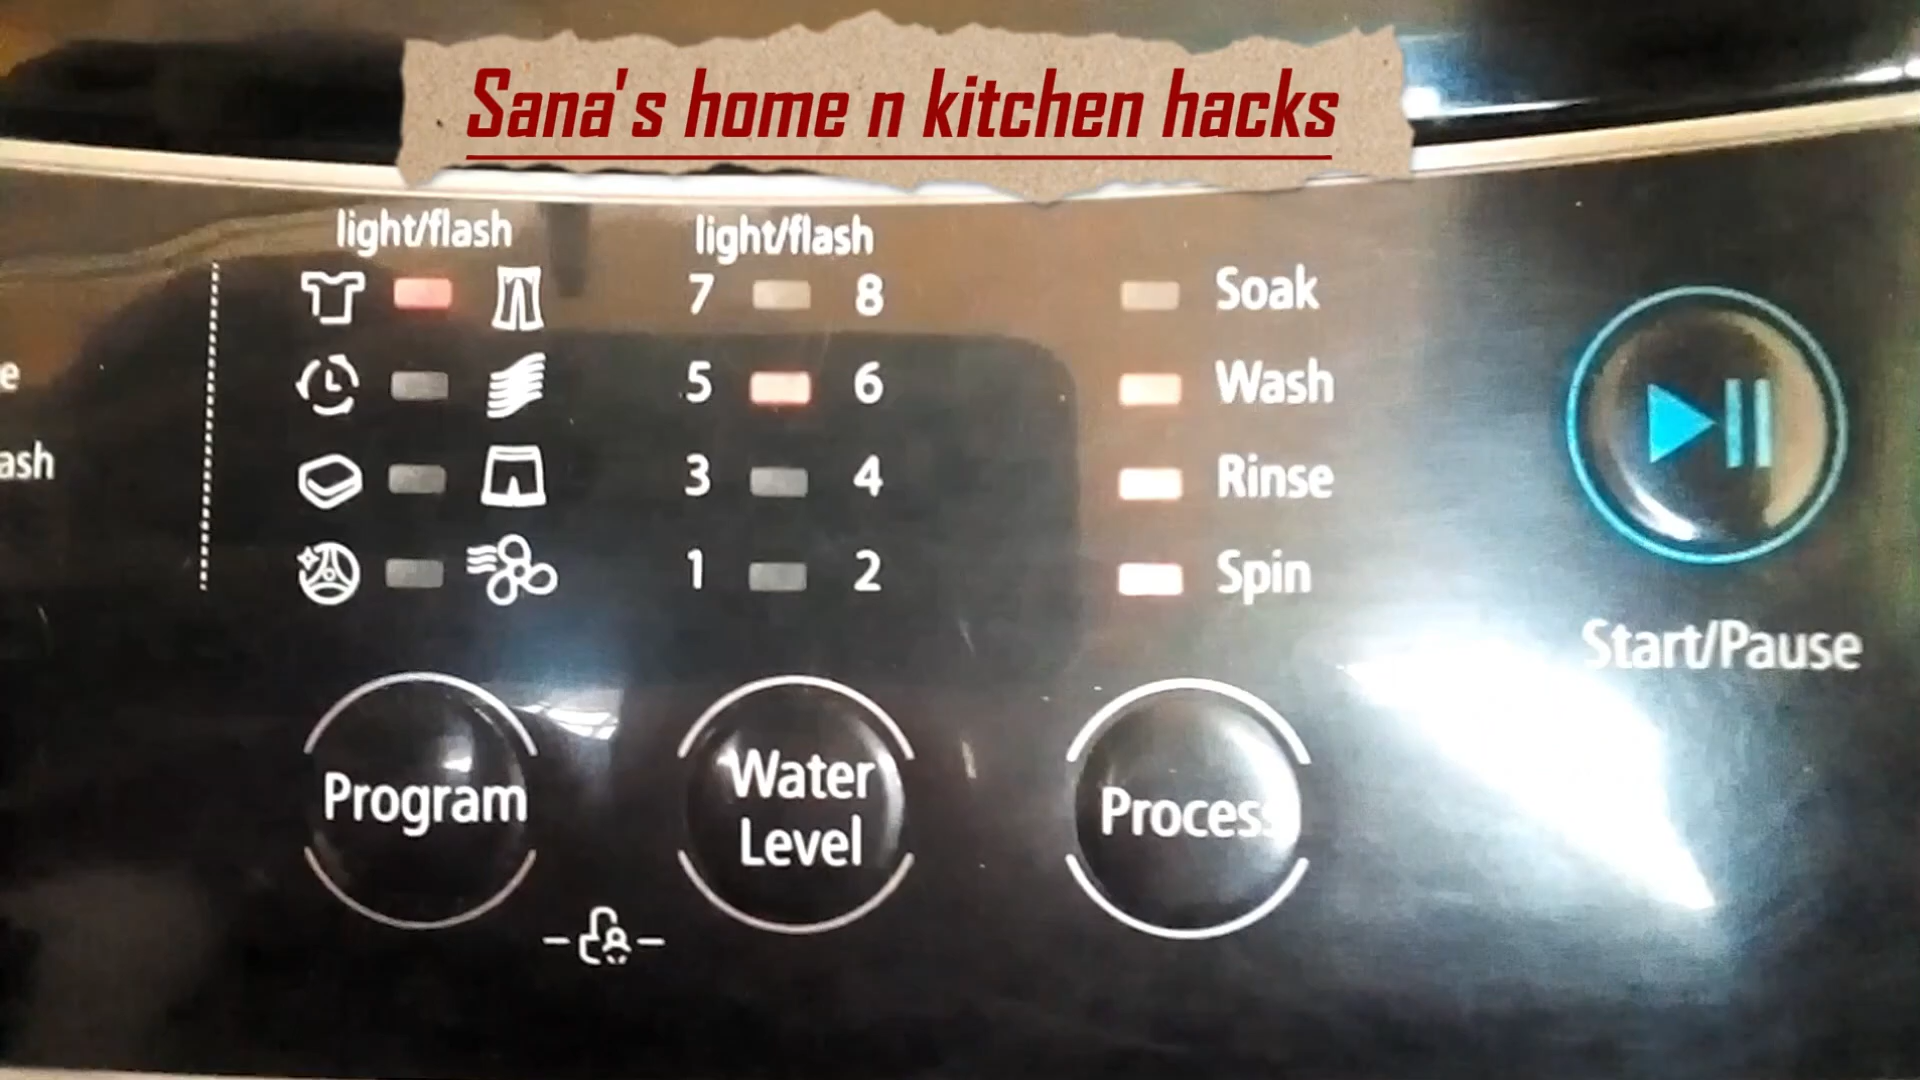 Sana's home n kitchen hacks
light/flash light/flash
7 8 Soak
5 6 Wash
3 4 Rinse
1 2 Spin
e
ash
Start/Pause
Program
Water
Level
Process